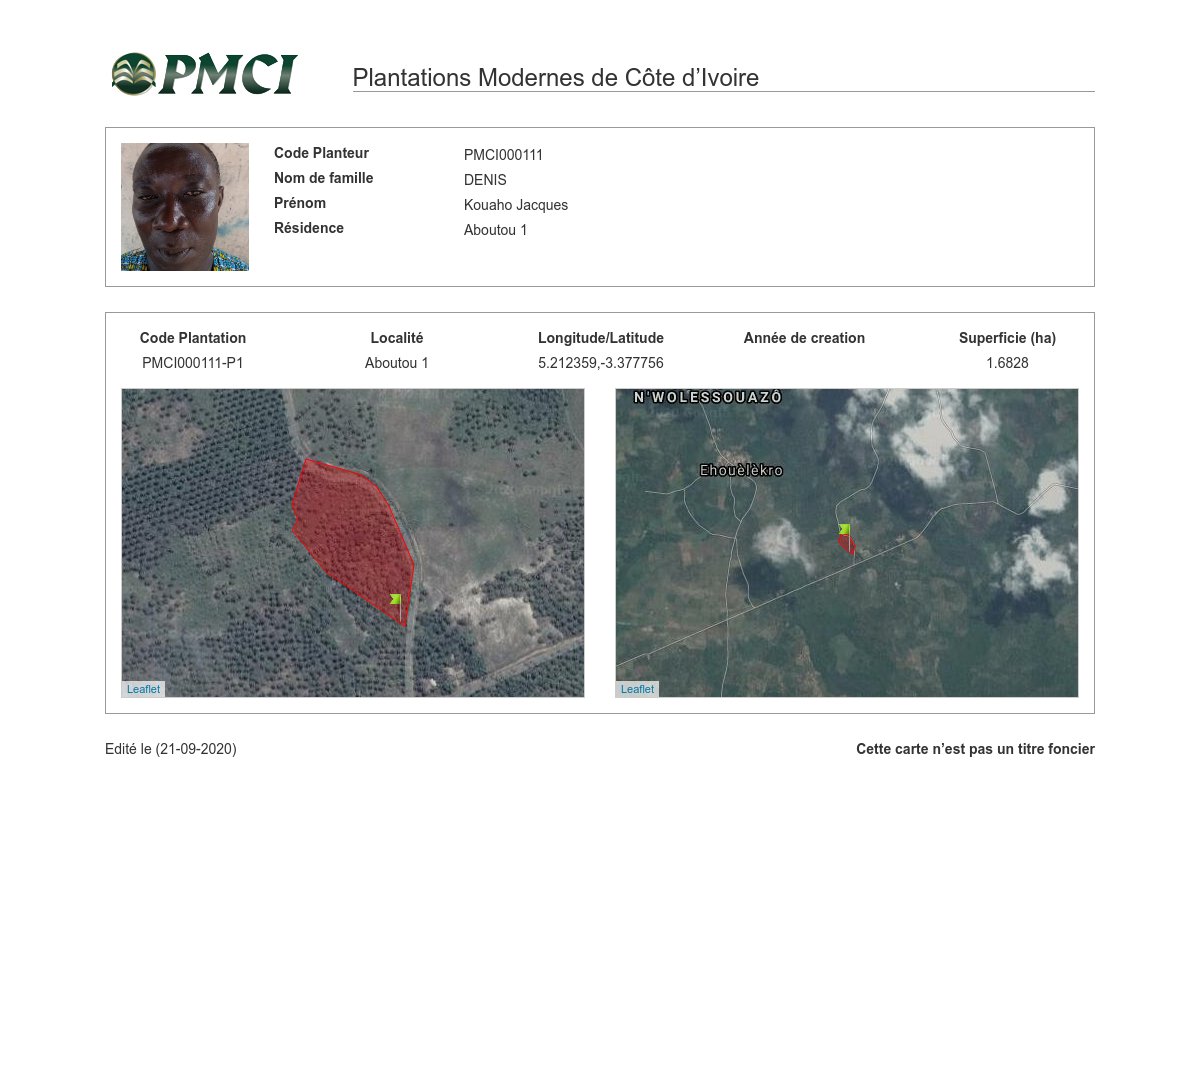 PMCI
Plantations Modernes de Côte d’Ivoire
Code Planteur PMCI000111
Nom de famille DENIS
Prénom Kouaho Jacques
Résidence Aboutou 1
Code Plantation Localité Longitude/Latitude Année de creation Superficie (ha)
PMCI000111-P1 Aboutou 1 5.212359,-3.377756 1.6828
N'WOLESSOUAZÔ
Ehouèlèkro
Leaflet Leaflet
Edité le (21-09-2020) Cette carte n’est pas un titre foncier